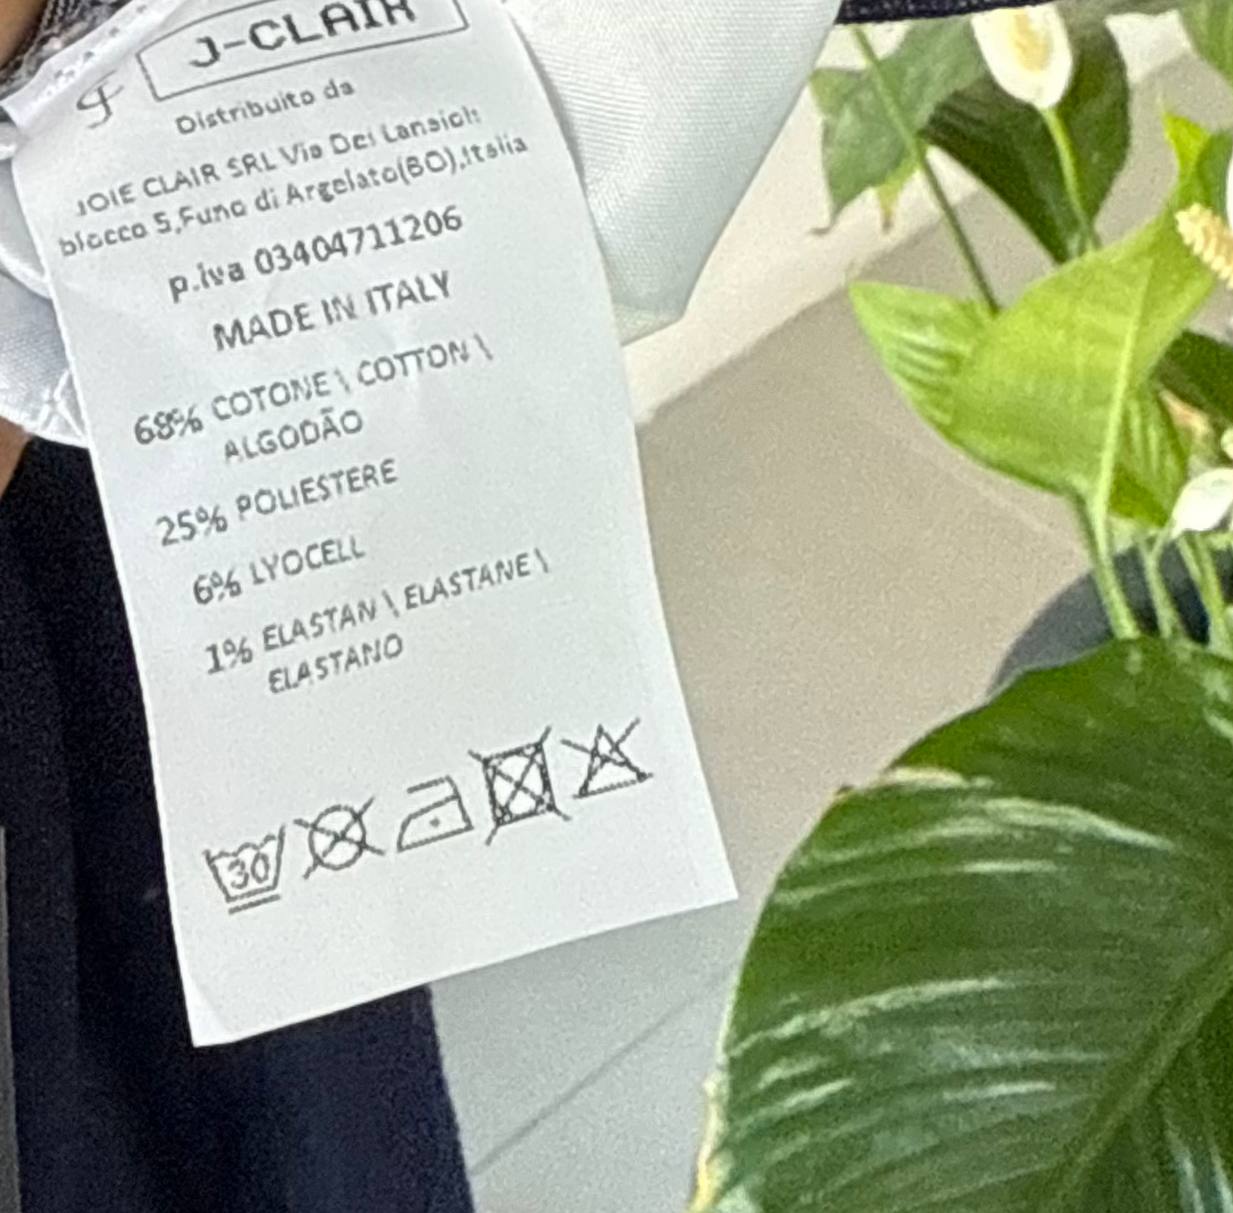 J-CLAIR
Distribuito da
JOIE CLAIR SRL Via Dei Lanaioli
blocco 5,Funo di Argelato(BO),Italia
p.iva 03404711206
MADE IN ITALY
68% COTONE \ COTTON \
ALGODÃO
25% POLIESTERE
6% LYOCELL
1% ELASTAN \ ELASTANE \
ELASTANO
30